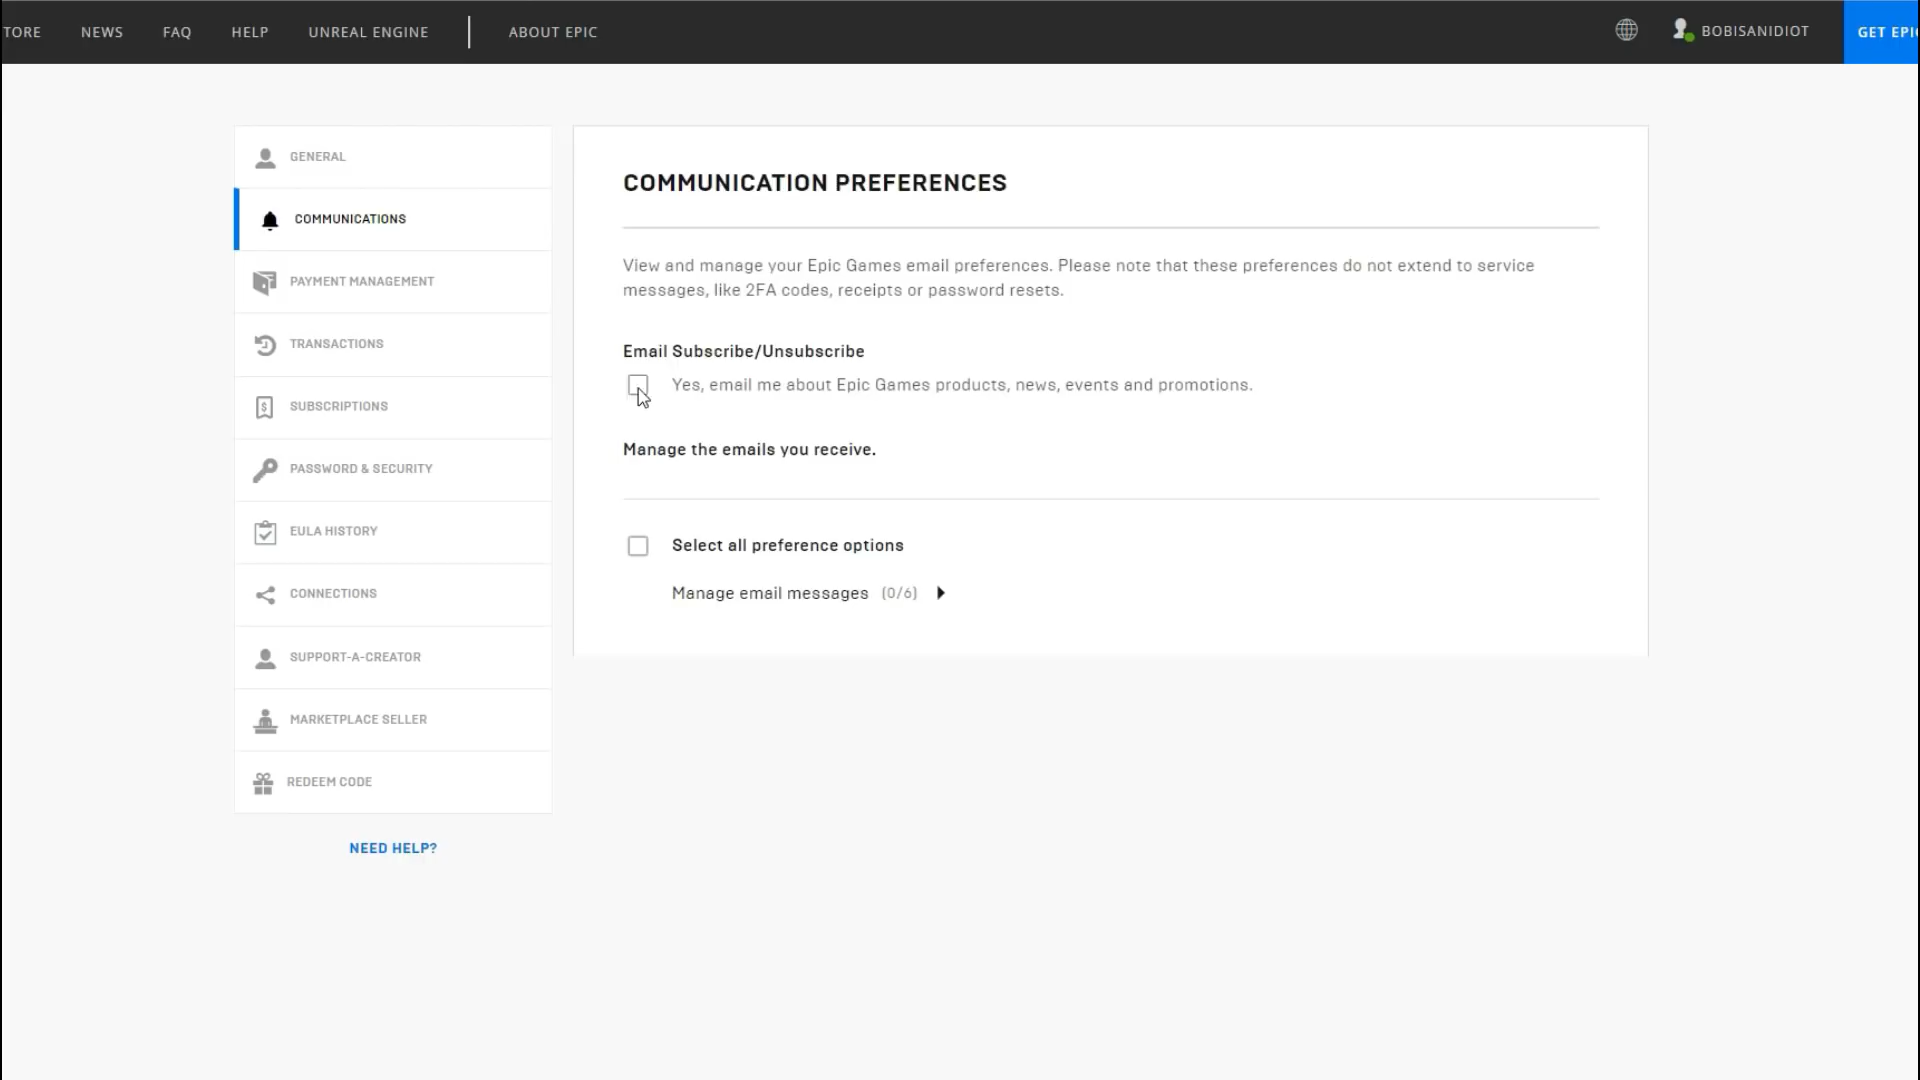 TORE NEWS FAQ HELP UNREAL ENGINE ABOUT EPIC BOBISANIDIOT GET EPIC
GENERAL
COMMUNICATIONS
PAYMENT MANAGEMENT
TRANSACTIONS
SUBSCRIPTIONS
PASSWORD & SECURITY
EULA HISTORY
CONNECTIONS
SUPPORT-A-CREATOR
MARKETPLACE SELLER
REDEEM CODE
NEED HELP?
COMMUNICATION PREFERENCES
View and manage your Epic Games email preferences. Please note that these preferences do not extend to service
messages, like 2FA codes, receipts or password resets.
Email Subscribe/Unsubscribe
Yes, email me about Epic Games products, news, events and promotions.
Manage the emails you receive.
Select all preference options
Manage email messages (0/6)